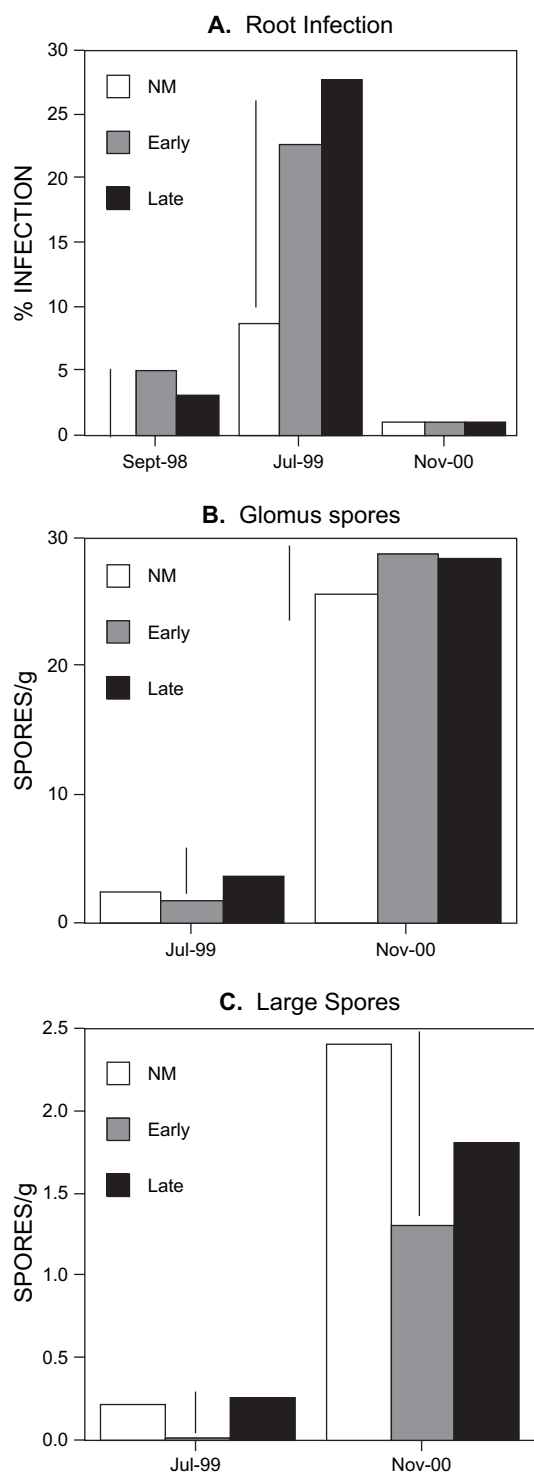 A. Root Infection
30
25
20
15
10
5
0
% INFECTION
NM
Early
Late
Sept-98 Jul-99 Nov-00
B. Glomus spores
30
20
10
0
SPORES/g
NM
Early
Late
Jul-99 Nov-00
C. Large Spores
2.5
2.0
1.5
1.0
0.5
0.0
SPORES/g
NM
Early
Late
Jul-99 Nov-00